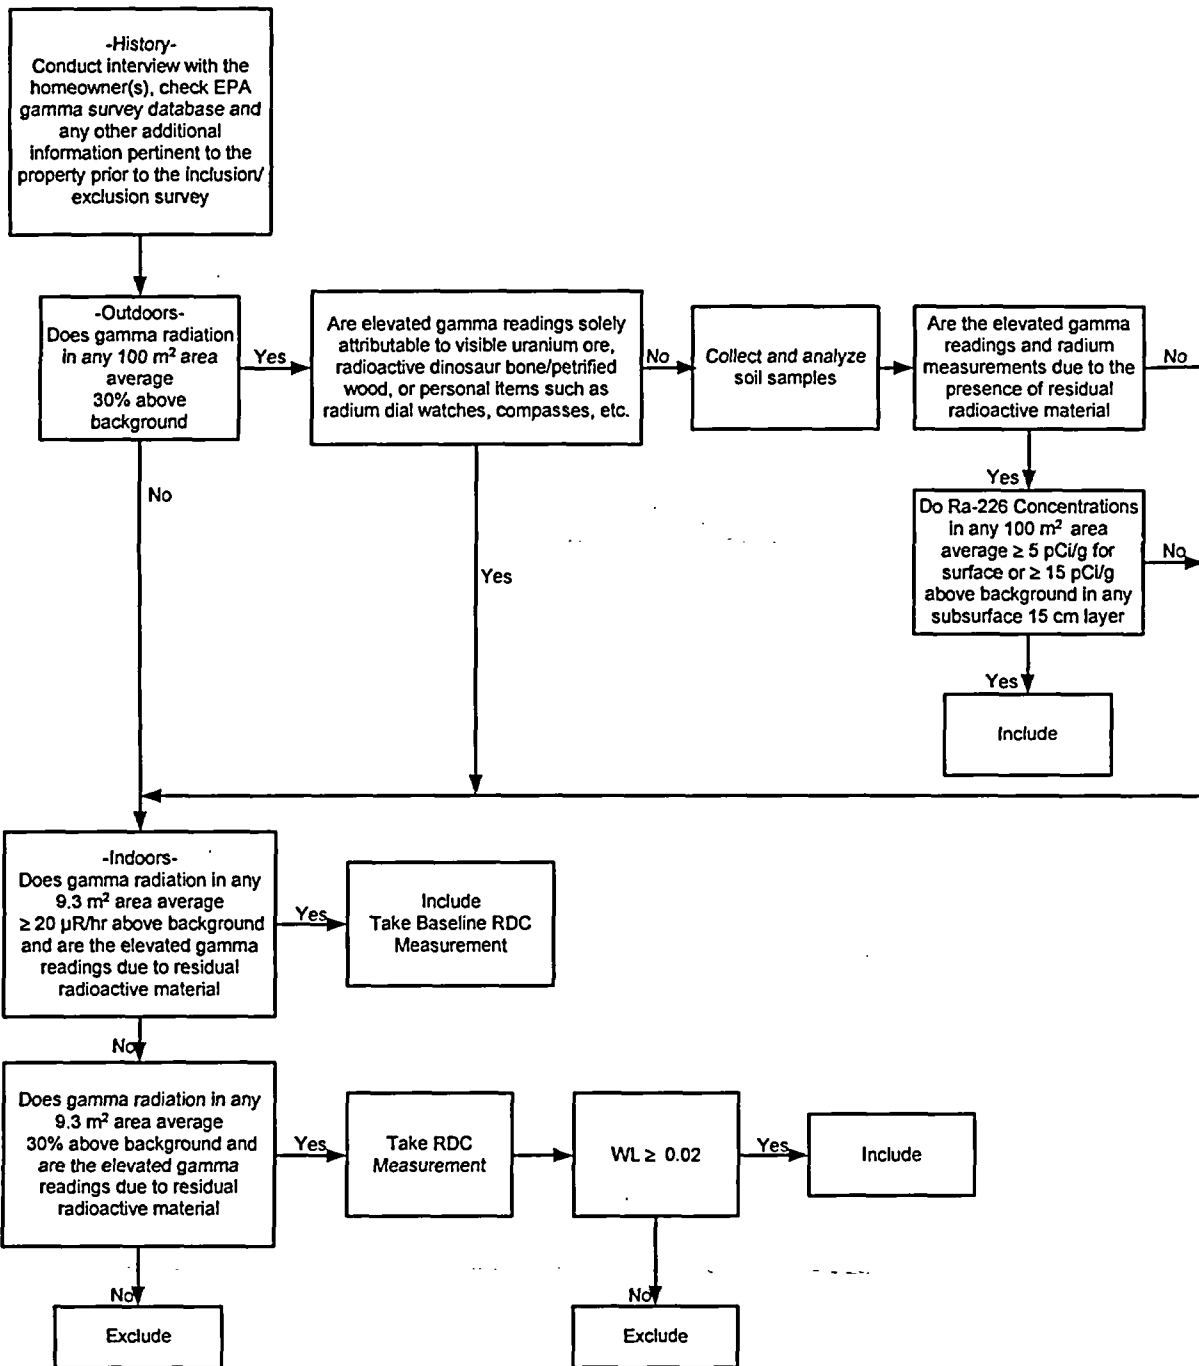 -History-
Conduct interview with the
homeowner(s), check EPA
gamma survey database and
any other additional
information pertinent to the
property prior to the inclusion/
exclusion survey
-Outdoors-
Does gamma radiation
in any 100 m² area
average
30% above
background
Yes
No
Are elevated gamma readings solely
attributable to visible uranium ore,
radioactive dinosaur bone/petrified
wood, or personal items such as
radium dial watches, compasses, etc.
No
Yes
Collect and analyze
soil samples
Are the elevated gamma
readings and radium
measurements due to the
presence of residual
radioactive material
No
Yes
Do Ra-226 Concentrations
in any 100 m² area
average ≥ 5 pCi/g for
surface or ≥ 15 pCi/g
above background in any
subsurface 15 cm layer
No
Yes
Include
-Indoors-
Does gamma radiation in any
9.3 m² area average
≥ 20 µR/hr above background
and are the elevated gamma
readings due to residual
radioactive material
Yes
Include
Take Baseline RDC
Measurement
No
Does gamma radiation in any
9.3 m² area average
30% above background and
are the elevated gamma
readings due to residual
radioactive material
Yes
Take RDC
Measurement
WL ≥ 0.02
Yes
Include
No
Exclude
No
Exclude